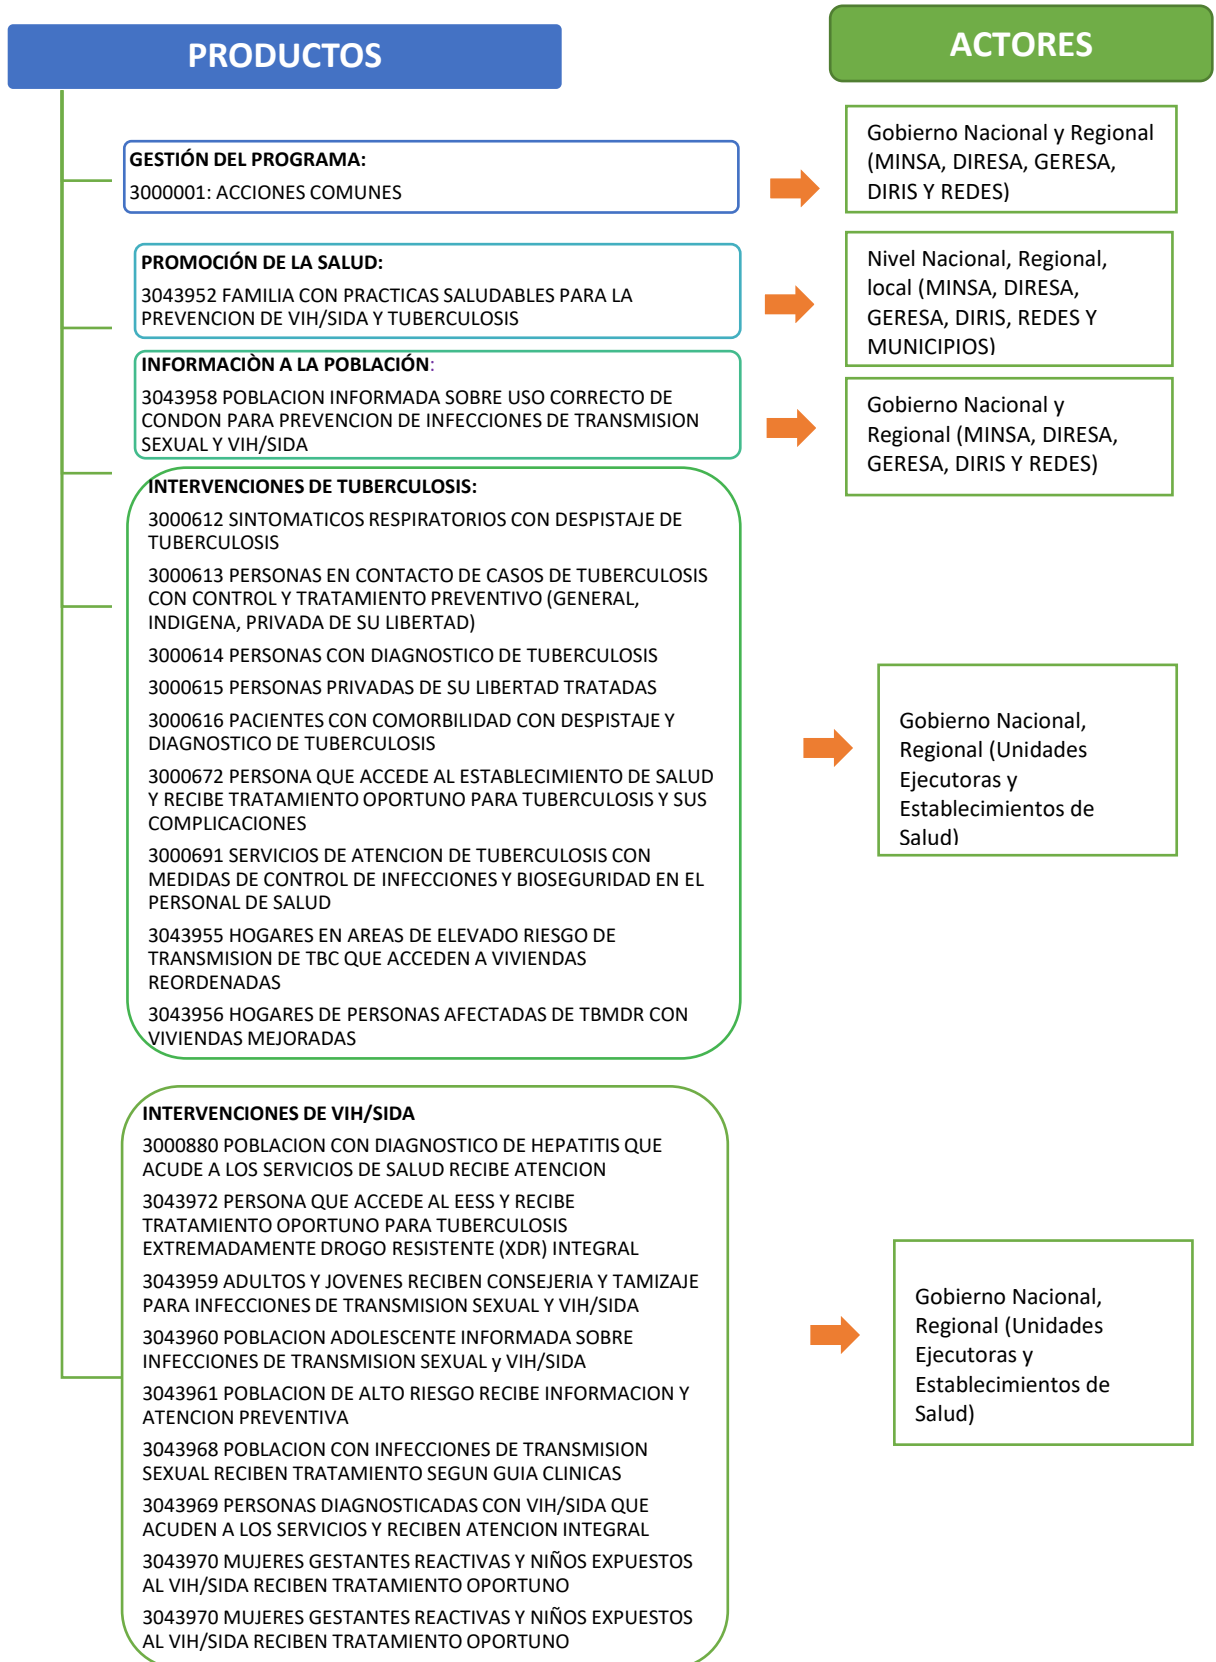 PRODUCTOS
ACTORES
GESTIÓN DEL PROGRAMA:
3000001: ACCIONES COMUNES
Gobierno Nacional y Regional
(MINSA, DIRESA, GERESA,
DIRIS Y REDES)
PROMOCIÓN DE LA SALUD:
3043952 FAMILIA CON PRACTICAS SALUDABLES PARA LA
PREVENCION DE VIH/SIDA Y TUBERCULOSIS
Nivel Nacional, Regional,
local (MINSA, DIRESA,
GERESA, DIRIS, REDES Y
MUNICIPIOS)
INFORMACIÒN A LA POBLACIÓN:
3043958 POBLACION INFORMADA SOBRE USO CORRECTO DE
CONDON PARA PREVENCION DE INFECCIONES DE TRANSMISION
SEXUAL Y VIH/SIDA
Gobierno Nacional y
Regional (MINSA, DIRESA,
GERESA, DIRIS Y REDES)
INTERVENCIONES DE TUBERCULOSIS:
3000612 SINTOMATICOS RESPIRATORIOS CON DESPISTAJE DE
TUBERCULOSIS
3000613 PERSONAS EN CONTACTO DE CASOS DE TUBERCULOSIS
CON CONTROL Y TRATAMIENTO PREVENTIVO (GENERAL,
INDIGENA, PRIVADA DE SU LIBERTAD)
3000614 PERSONAS CON DIAGNOSTICO DE TUBERCULOSIS
3000615 PERSONAS PRIVADAS DE SU LIBERTAD TRATADAS
3000616 PACIENTES CON COMORBILIDAD CON DESPISTAJE Y
DIAGNOSTICO DE TUBERCULOSIS
3000672 PERSONA QUE ACCEDE AL ESTABLECIMIENTO DE SALUD
Y RECIBE TRATAMIENTO OPORTUNO PARA TUBERCULOSIS Y SUS
COMPLICACIONES
3000691 SERVICIOS DE ATENCION DE TUBERCULOSIS CON
MEDIDAS DE CONTROL DE INFECCIONES Y BIOSEGURIDAD EN EL
PERSONAL DE SALUD
3043955 HOGARES EN AREAS DE ELEVADO RIESGO DE
TRANSMISION DE TBC QUE ACCEDEN A VIVIENDAS
REORDENADAS
3043956 HOGARES DE PERSONAS AFECTADAS DE TBMDR CON
VIVIENDAS MEJORADAS
Gobierno Nacional,
Regional (Unidades
Ejecutoras y
Establecimientos de
Salud)
INTERVENCIONES DE VIH/SIDA
3000880 POBLACION CON DIAGNOSTICO DE HEPATITIS QUE
ACUDE A LOS SERVICIOS DE SALUD RECIBE ATENCION
3043972 PERSONA QUE ACCEDE AL EESS Y RECIBE
TRATAMIENTO OPORTUNO PARA TUBERCULOSIS
EXTREMADAMENTE DROGO RESISTENTE (XDR) INTEGRAL
3043959 ADULTOS Y JOVENES RECIBEN CONSEJERIA Y TAMIZAJE
PARA INFECCIONES DE TRANSMISION SEXUAL Y VIH/SIDA
3043960 POBLACION ADOLESCENTE INFORMADA SOBRE
INFECCIONES DE TRANSMISION SEXUAL y VIH/SIDA
3043961 POBLACION DE ALTO RIESGO RECIBE INFORMACION Y
ATENCION PREVENTIVA
3043968 POBLACION CON INFECCIONES DE TRANSMISION
SEXUAL RECIBEN TRATAMIENTO SEGUN GUIA CLINICAS
3043969 PERSONAS DIAGNOSTICADAS CON VIH/SIDA QUE
ACUDEN A LOS SERVICIOS Y RECIBEN ATENCION INTEGRAL
3043970 MUJERES GESTANTES REACTIVAS Y NIÑOS EXPUESTOS
AL VIH/SIDA RECIBEN TRATAMIENTO OPORTUNO
3043970 MUJERES GESTANTES REACTIVAS Y NIÑOS EXPUESTOS
AL VIH/SIDA RECIBEN TRATAMIENTO OPORTUNO
Gobierno Nacional,
Regional (Unidades
Ejecutoras y
Establecimientos de
Salud)